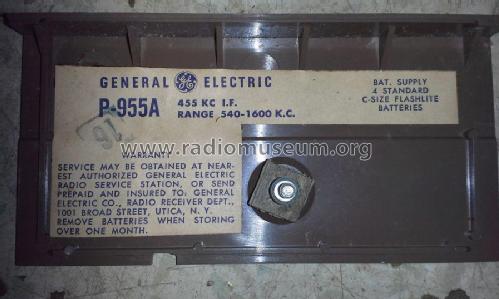 GENERAL GE ELECTRIC
P-955A
455 KC I.F.
RANGE 540-1600 K.C.
BAT. SUPPLY
4 STANDARD
C-SIZE FLASHLITE
BATTERIES
www.radiomuseum.org
WARRANTY
SERVICE MAY BE OBTAINED AT NEAR-
EST AUTHORIZED GENERAL ELECTRIC
RADIO SERVICE STATION, OR SEND
PREPAID AND INSURED TO: GENERAL
ELECTRIC CO., RADIO RECEIVER DEPT.,
1001 BROAD STREET, UTICA, N. Y.
REMOVE BATTERIES WHEN STORING
OVER ONE MONTH.